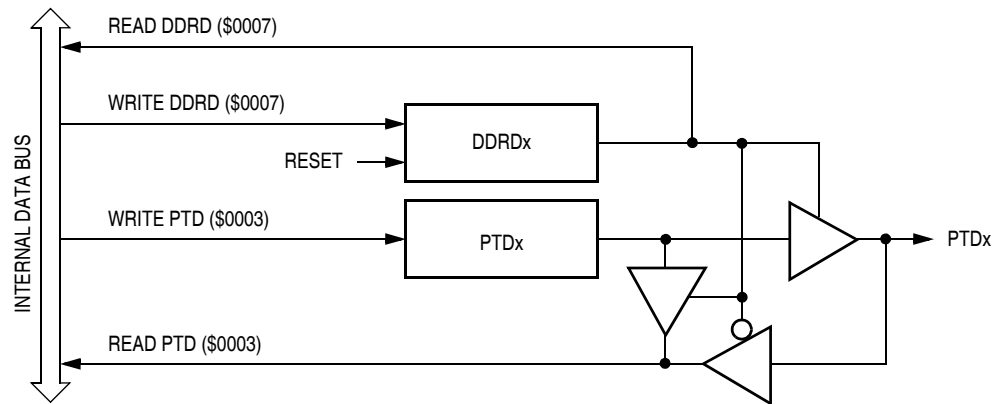 READ DDRD ($0007)
WRITE DDRD ($0007)
DDRDx
RESET
INTERNAL DATA BUS
WRITE PTD ($0003)
PTDx
PTDx
READ PTD ($0003)